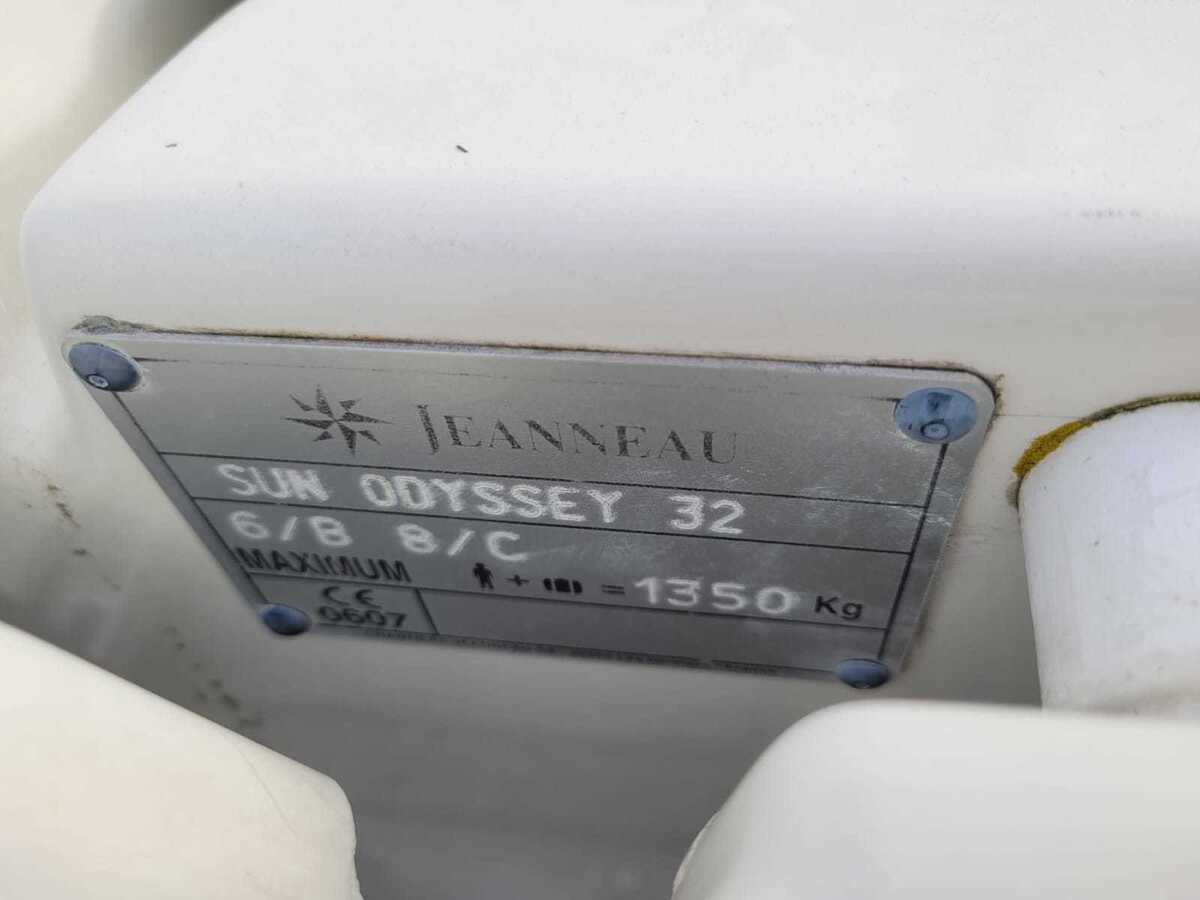 JEANNEAU
SUN ODYSSEY 32
6/B 8/C
MAXIMUM + = 1350 Kg
CE
0607